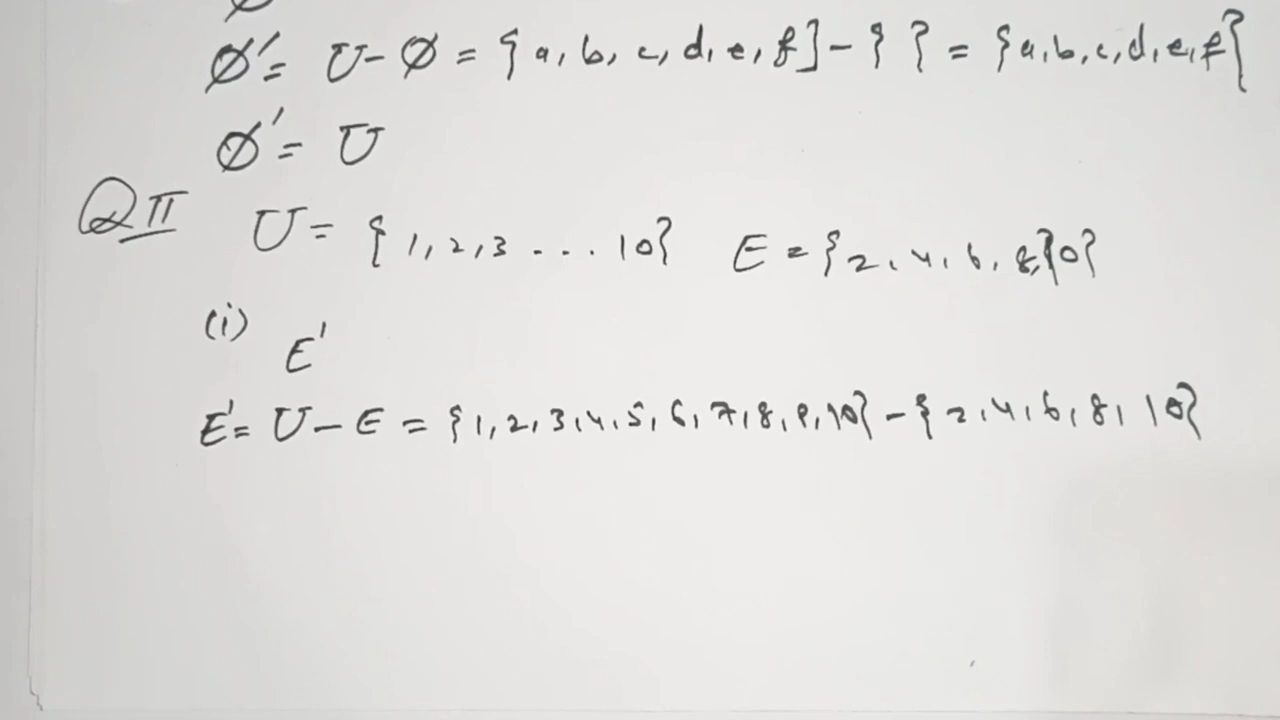 Ø' = U - Ø = {a, b, c, d, e, f] - { } = {a, b, c, d, e, f}
Ø' = U
QII U = {1, 2, 3 .... 10} E = {2, 4, 6, 8, 10}
(i) E'
E' = U - E = {1, 2, 3, 4, 5, 6, 7, 8, 9, 10} - {2, 4, 6, 8, 10}